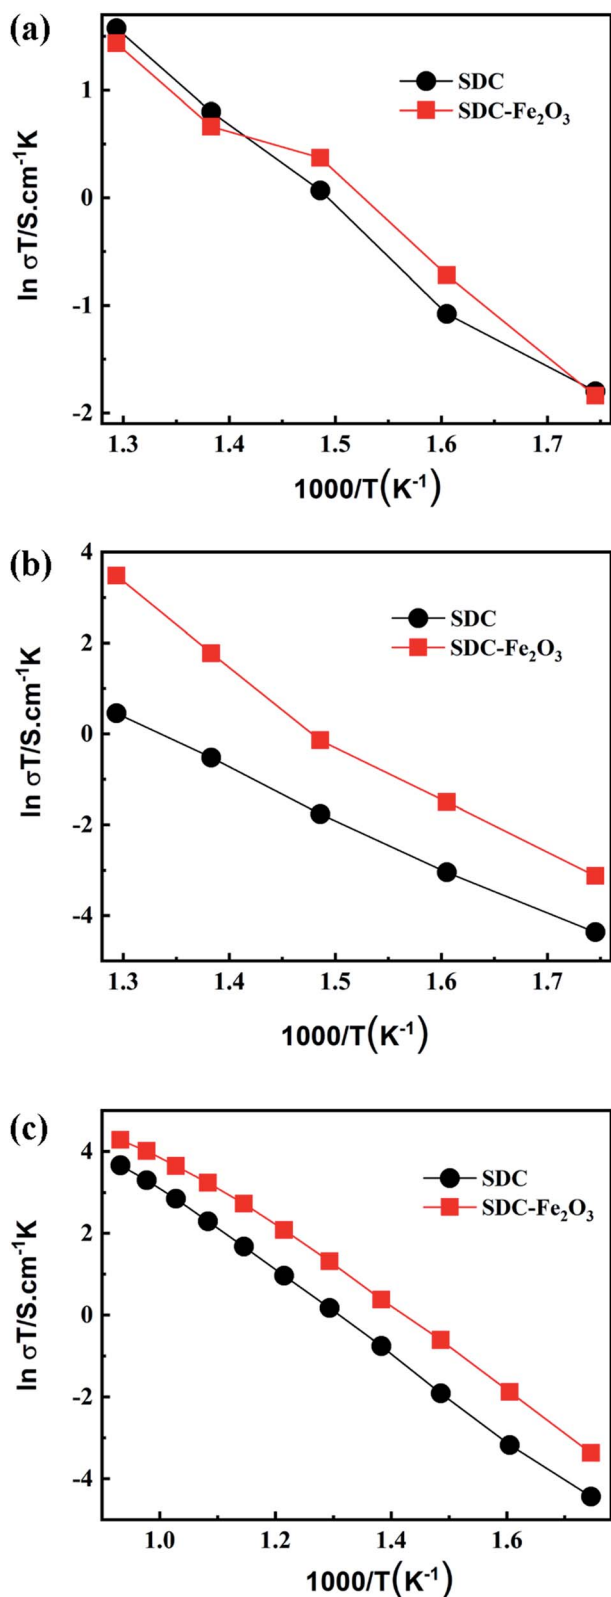 (a)
SDC
SDC-Fe₂O₃
1
0
-1
-2
ln σT/S.cm⁻¹K
1.3 1.4 1.5 1.6 1.7
1000/T(K⁻¹)
(b)
SDC
SDC-Fe₂O₃
4
2
0
-2
-4
ln σT/S.cm⁻¹K
1.3 1.4 1.5 1.6 1.7
1000/T(K⁻¹)
(c)
SDC
SDC-Fe₂O₃
4
2
0
-2
-4
ln σT/S.cm⁻¹K
1.0 1.2 1.4 1.6
1000/T(K⁻¹)